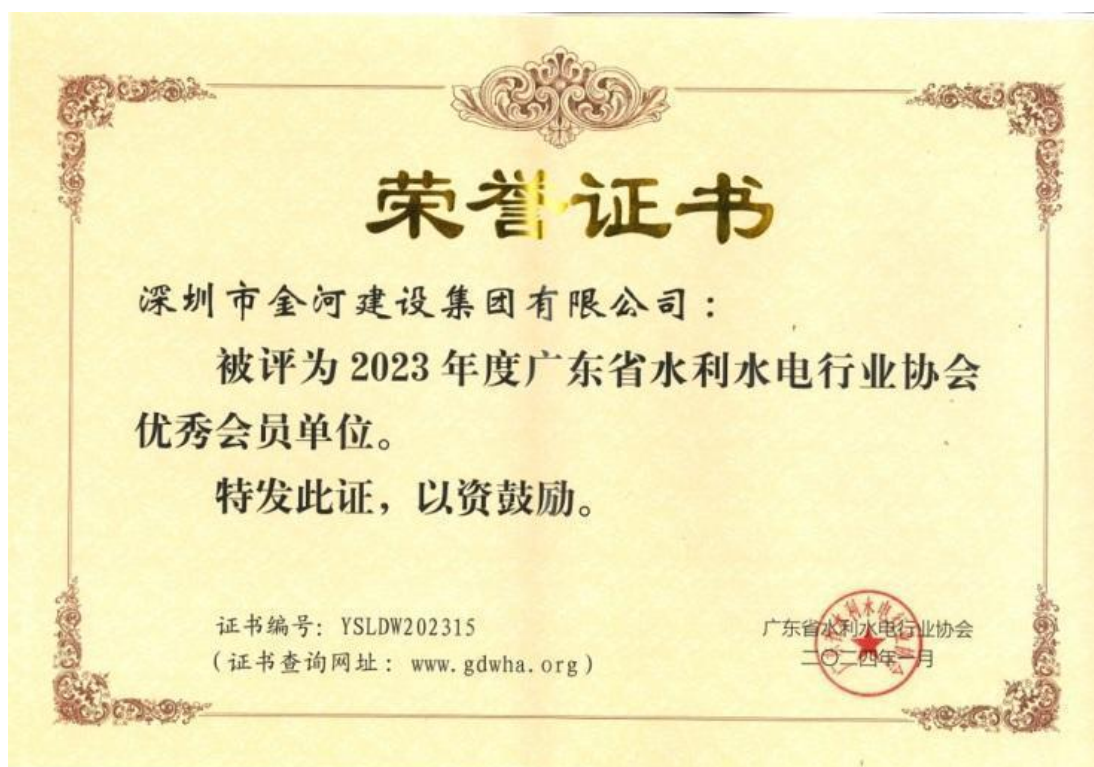 荣誉证书
深圳市金河建设集团有限公司：
被评为2023年度广东省水利水电行业协会
优秀会员单位。
特发此证，以资鼓励。
证书编号：YSLDW202315
（证书查询网址：www.gdwha.org）
广东省水利水电行业协会
二〇二四年一月